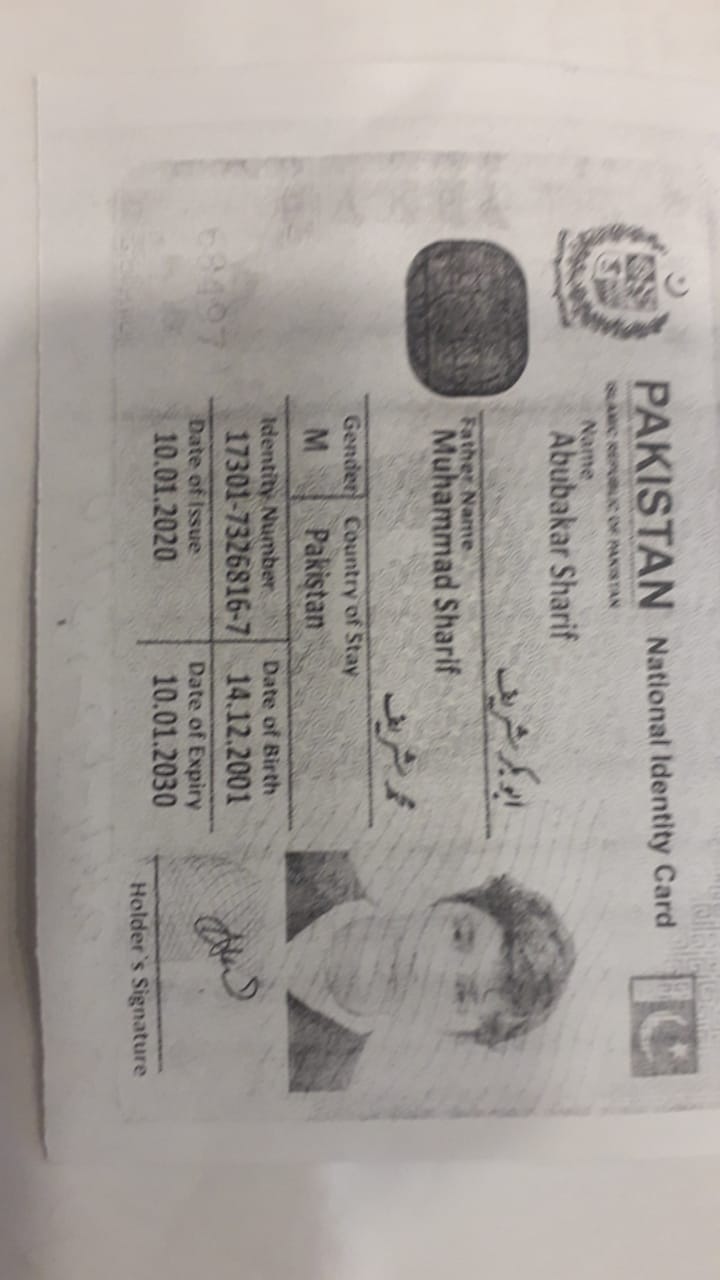 PAKISTAN National Identity Card
ISLAMIC REPUBLIC OF PAKISTAN
Name
Abubakar Sharif
ابو بکر شریف
Father Name
Muhammad Sharif
محمد شریف
Gender Country of Stay
M Pakistan
Identity Number Date of Birth
17301-7326816-7 14.12.2001
Date of Issue Date of Expiry
10.01.2020 10.01.2030
Holder's Signature